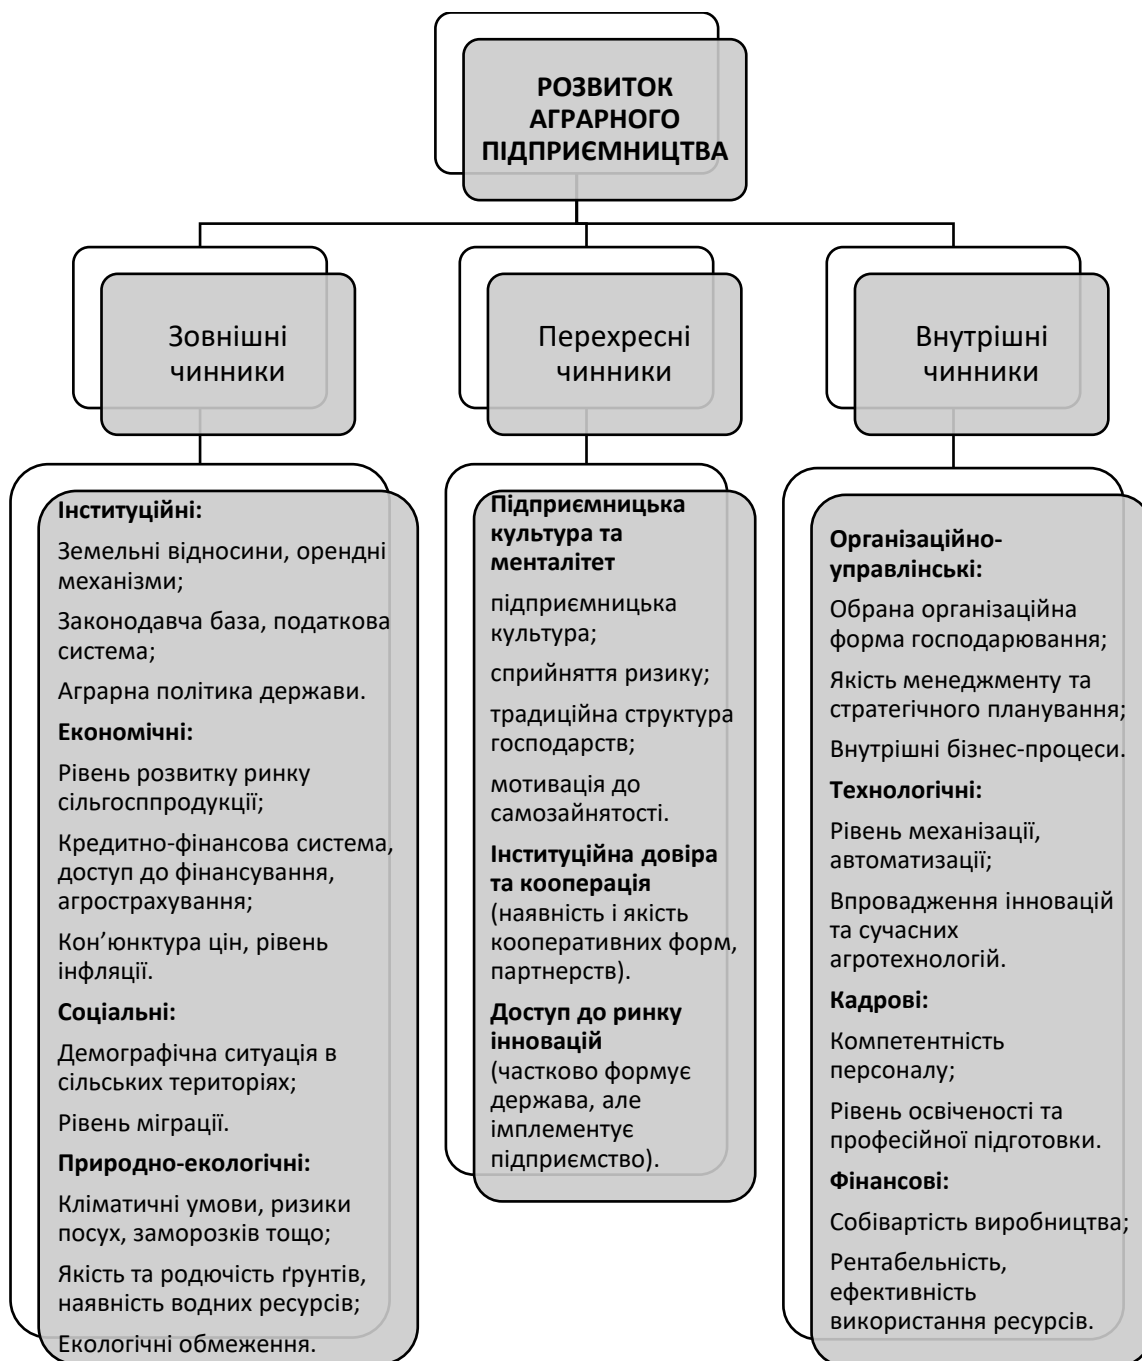 РОЗВИТОК
АГРАРНОГО
ПІДПРИЄМНИЦТВА
Зовнішні
чинники
Перехресні
чинники
Внутрішні
чинники
Інституційні:
Земельні відносини, орендні
механізми;
Законодавча база, податкова
система;
Аграрна політика держави.
Економічні:
Рівень розвитку ринку
сільгосппродукції;
Кредитно-фінансова система,
доступ до фінансування,
агрострахування;
Кон’юнктура цін, рівень
інфляції.
Соціальні:
Демографічна ситуація в
сільських територіях;
Рівень міграції.
Природно-екологічні:
Кліматичні умови, ризики
посух, заморозків тощо;
Якість та родючість ґрунтів,
наявність водних ресурсів;
Екологічні обмеження.
Підприємницька
культура та
менталітет
підприємницька
культура;
сприйняття ризику;
традиційна структура
господарств;
мотивація до
самозайнятості.
Інституційна довіра
та кооперація
(наявність і якість
кооперативних форм,
партнерств).
Доступ до ринку
інновацій
(частково формує
держава, але
імплементує
підприємство).
Організаційно-
управлінські:
Обрана організаційна
форма господарювання;
Якість менеджменту та
стратегічного планування;
Внутрішні бізнес-процеси.
Технологічні:
Рівень механізації,
автоматизації;
Впровадження інновацій
та сучасних
агротехнологій.
Кадрові:
Компетентність
персоналу;
Рівень освіченості та
професійної підготовки.
Фінансові:
Собівартість виробництва;
Рентабельність,
ефективність
використання ресурсів.